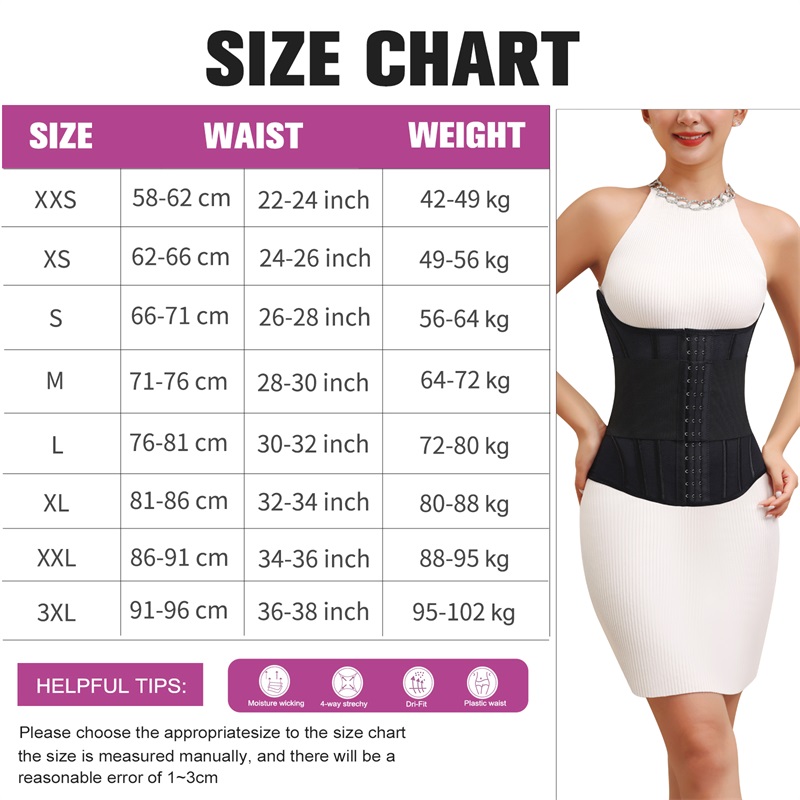 SIZE CHART
SIZE WAIST WEIGHT
XXS 58-62 cm 22-24 inch 42-49 kg
XS 62-66 cm 24-26 inch 49-56 kg
S 66-71 cm 26-28 inch 56-64 kg
M 71-76 cm 28-30 inch 64-72 kg
L 76-81 cm 30-32 inch 72-80 kg
XL 81-86 cm 32-34 inch 80-88 kg
XXL 86-91 cm 34-36 inch 88-95 kg
3XL 91-96 cm 36-38 inch 95-102 kg
HELPFUL TIPS:
Moisture wicking 4-way strechy Dri-Fit Plastic waist
Please choose the appropriatesize to the size chart
the size is measured manually, and there will be a
reasonable error of 1~3cm